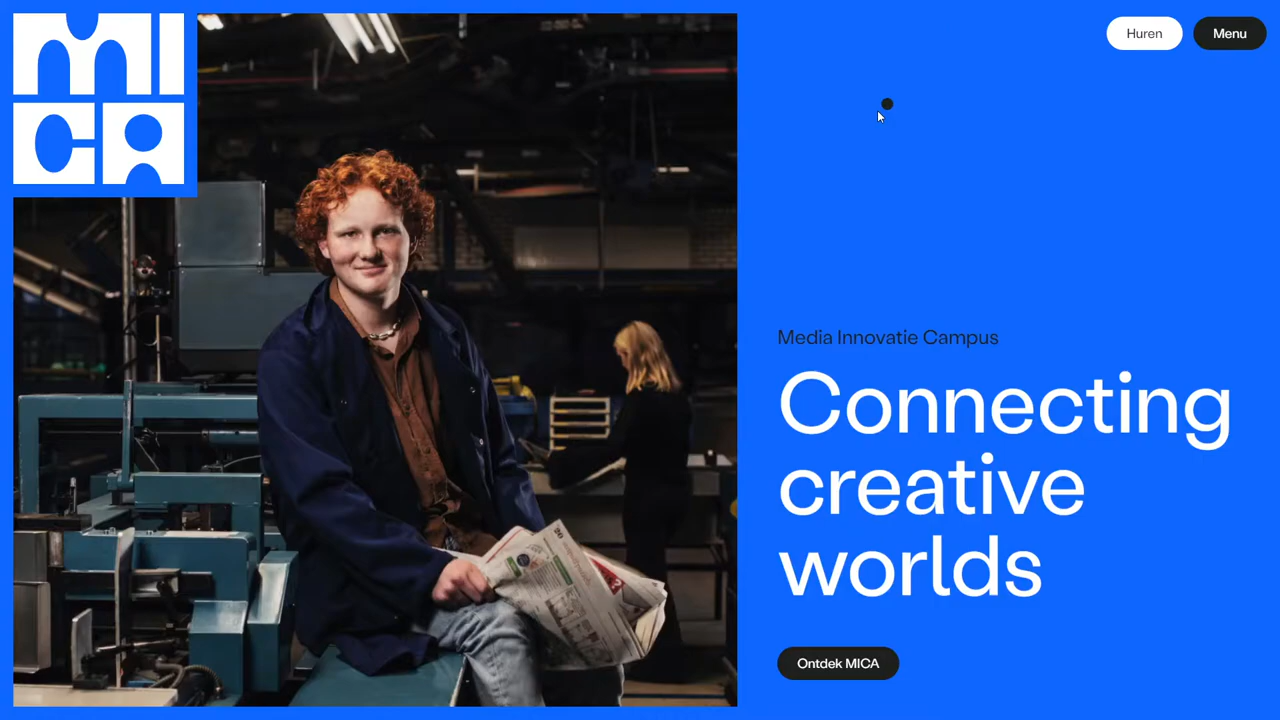 MICA
Huren
Menu
Media Innovatie Campus
Connecting
creative
worlds
Ontdek MICA